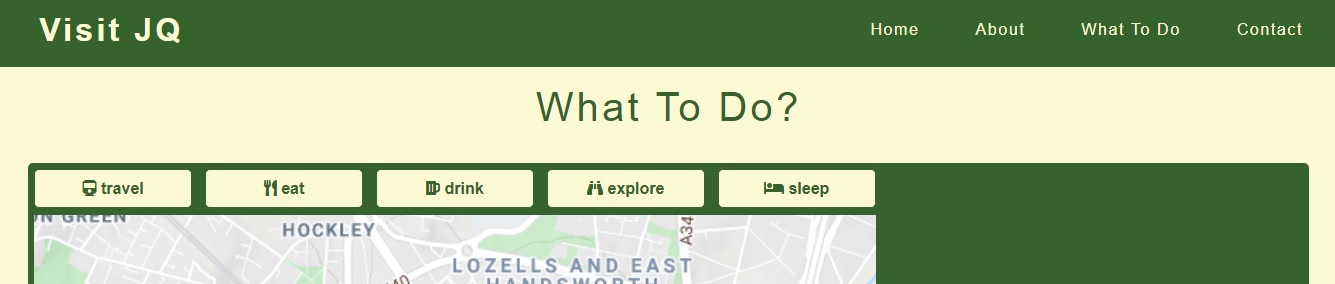 Visit JQ
Home
About
What To Do
Contact
What To Do?
travel
eat
drink
explore
sleep
GREEN
HOCKLEY
A34
LOZELLS AND EAST
HANDSWORTH